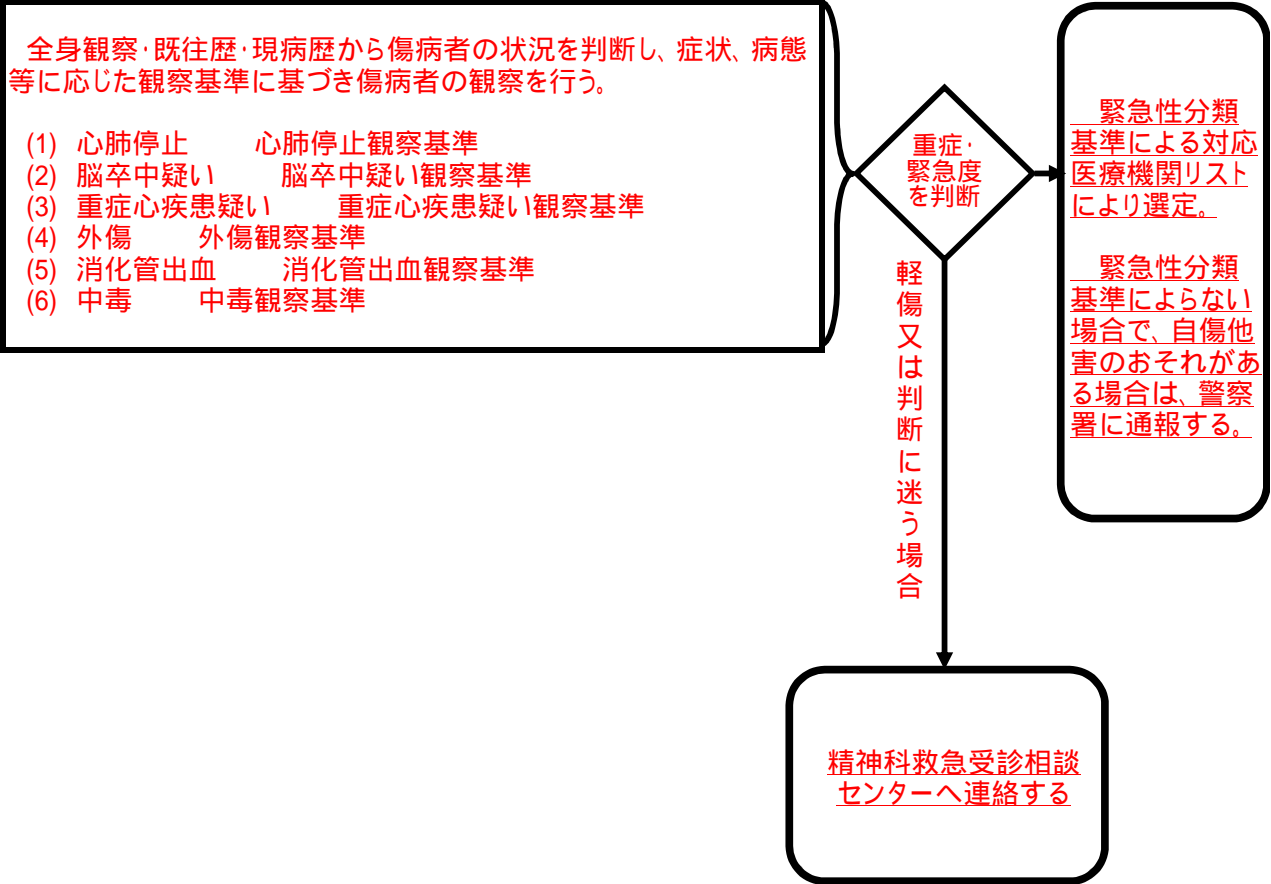 全身観察・既往歴・現病歴から傷病者の状況を判断し、症状、病態
等に応じた観察基準に基づき傷病者の観察を行う。
(1) 心肺停止　　心肺停止観察基準
(2) 脳卒中疑い　　脳卒中疑い観察基準
(3) 重症心疾患疑い　　重症心疾患疑い観察基準
(4) 外傷　　外傷観察基準
(5) 消化管出血　　消化管出血観察基準
(6) 中毒　　中毒観察基準
重症・
緊急度
を判断
緊急性分類
基準による対応
医療機関リスト
により選定。
緊急性分類
基準によらない
場合で、自傷他
害のおそれがあ
る場合は、警察
署に通報する。
軽傷又は判断に迷う場合
精神科救急受診相談
センターへ連絡する